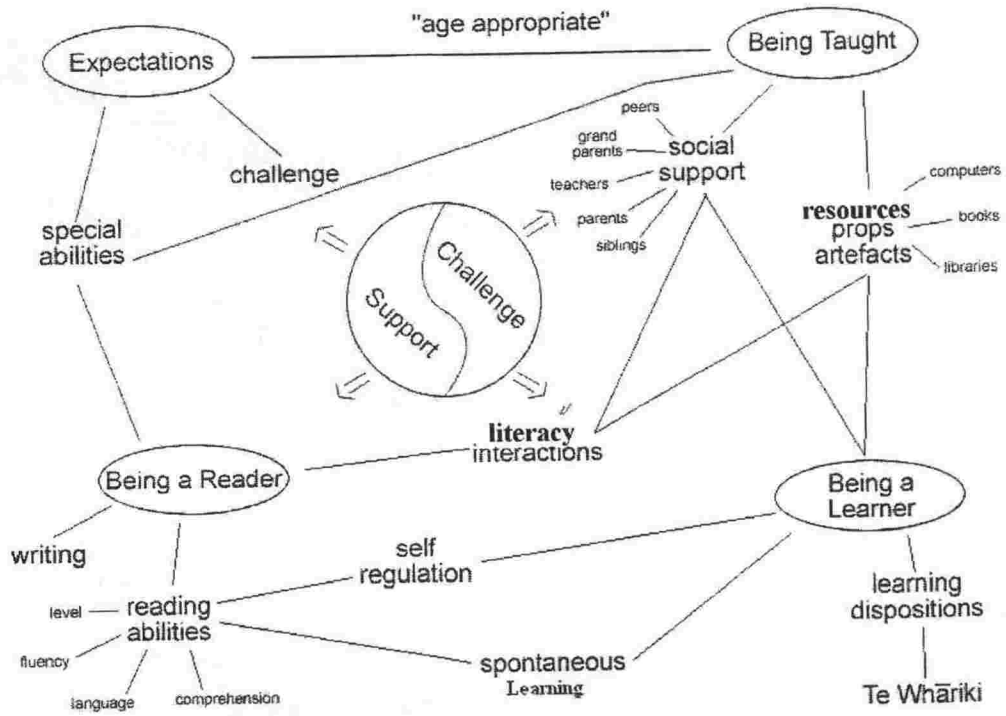 "age appropriate"
Expectations
Being Taught
peers
grand
parents
social
support
teachers
parents
siblings
computers
resources
props
artefacts
books
libraries
challenge
special
abilities
Challenge
Support
literacy
interactions
Being a Reader
Being a
Learner
writing
self
regulation
learning
dispositions
level
reading
abilities
fluency
language
comprehension
spontaneous
Learning
Te Whāriki